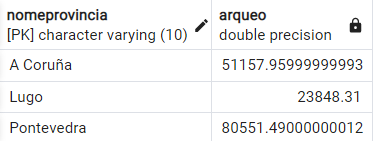 nomeprovincia arqueo
[PK] character varying (10) double precision
A Coruña 51157.95999999993
Lugo 23848.31
Pontevedra 80551.49000000012